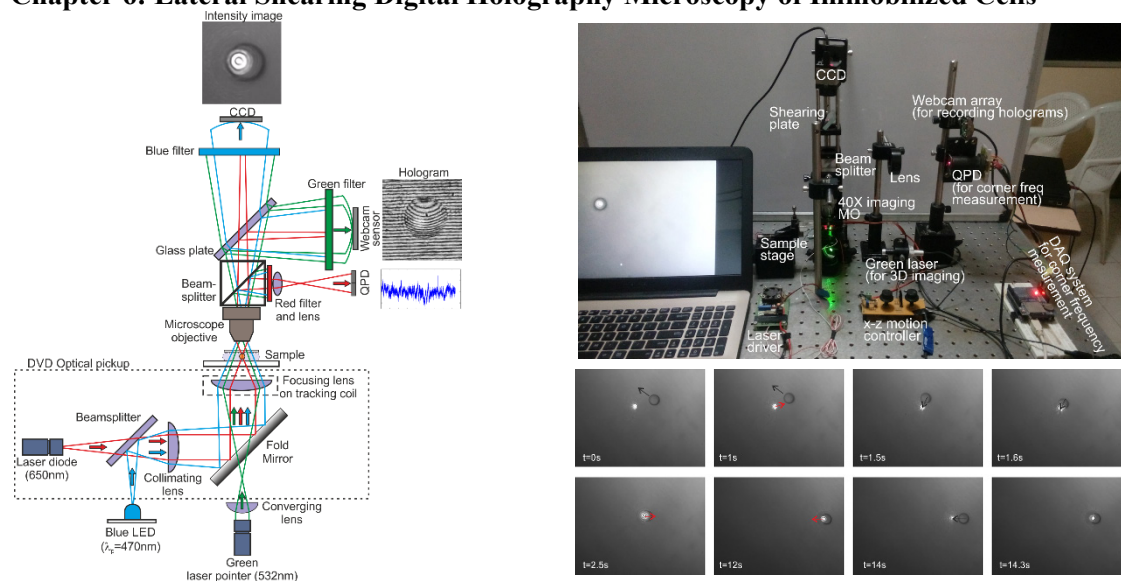 Chapter 6: Lateral Shearing Digital Holography Microscopy of Immobilized Cells
Intensity image
CCD
Blue filter
Green filter
Hologram
Webcam
sensor
Glass plate
Beam-
splitter
QPD
Red filter
and lens
Microscope
objective
Sample
DVD Optical pickup
Focusing lens
on tracking coil
Beamsplitter
Fold
Mirror
Laser diode
(650nm)
Collimating
lens
Converging
lens
Blue LED
(λ=470nm)
Green
laser pointer (532nm)
CCD
Shearing
plate
Webcam array
(for recording holograms)
Beam
splitter
Lens
QPD
(for corner freq
measurement)
40X imaging
MO
Sample
stage
Green laser
(for 3D imaging)
DAQ system
for corner frequency
mesurement
Laser
driver
x-z motion
controller
t=0s
t=1s
t=1.5s
t=1.6s
t=2.5s
t=12s
t=14s
t=14.3s